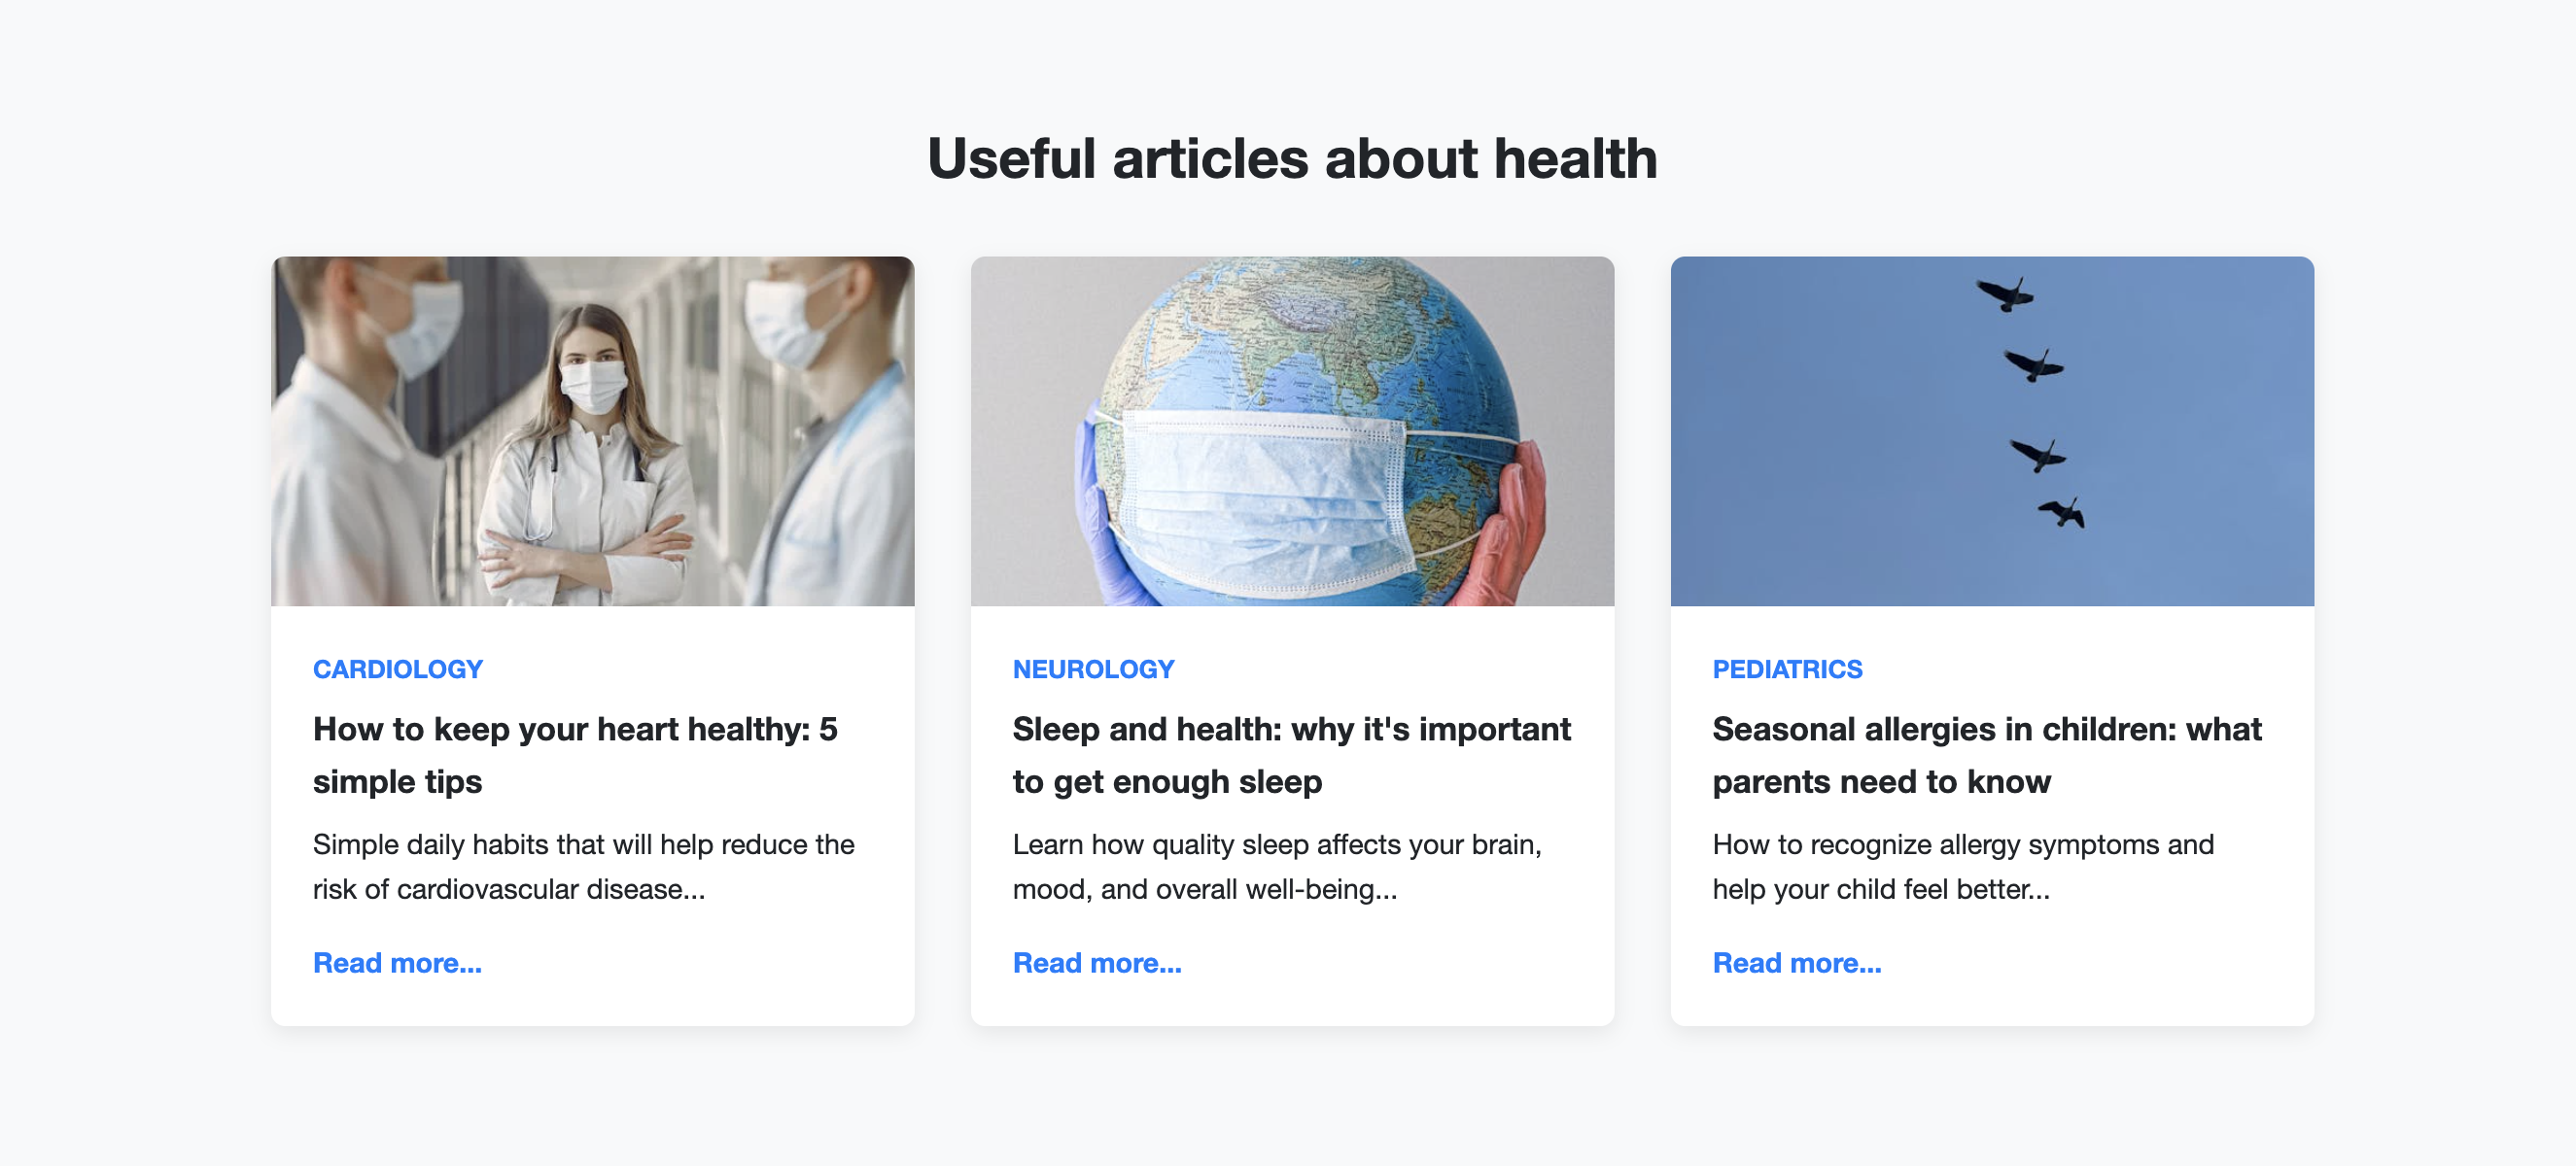 Useful articles about health
CARDIOLOGY
How to keep your heart healthy: 5
simple tips
Simple daily habits that will help reduce the
risk of cardiovascular disease...
Read more...
NEUROLOGY
Sleep and health: why it's important
to get enough sleep
Learn how quality sleep affects your brain,
mood, and overall well-being...
Read more...
PEDIATRICS
Seasonal allergies in children: what
parents need to know
How to recognize allergy symptoms and
help your child feel better...
Read more...